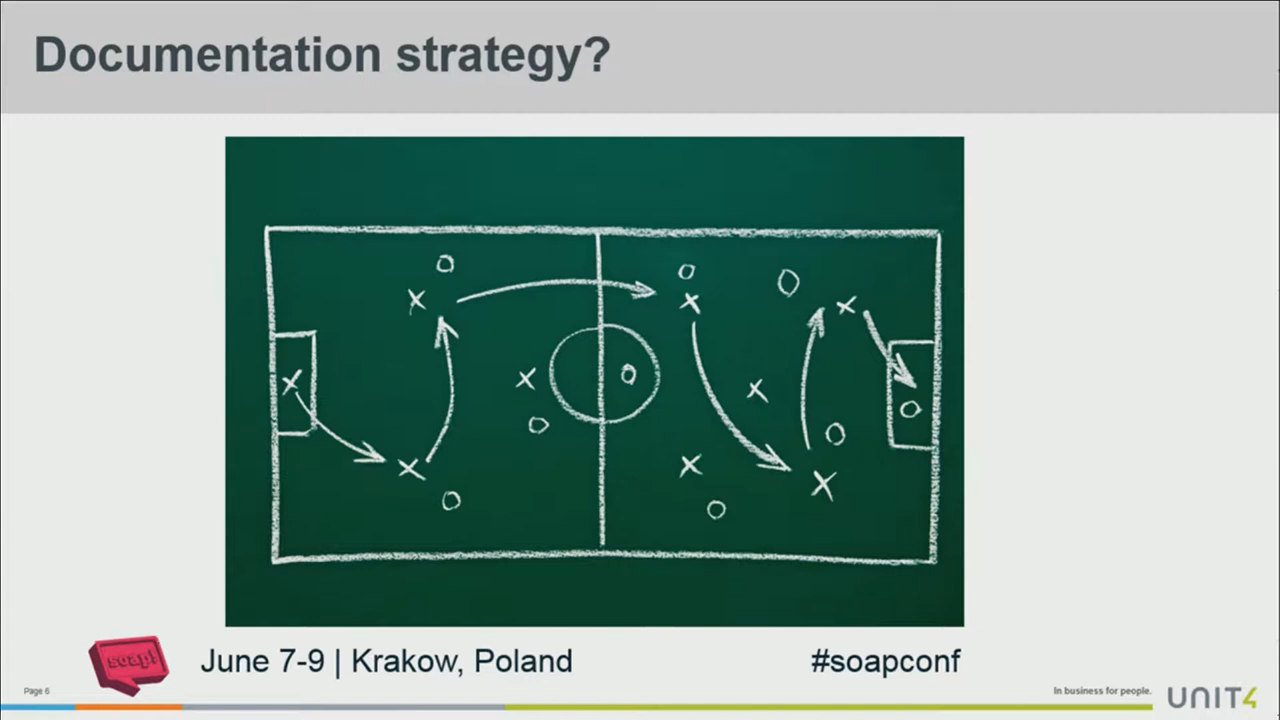 Documentation strategy?
soap!
June 7-9 | Krakow, Poland
#soapconf
Page 6
In business for people.
UNIT4